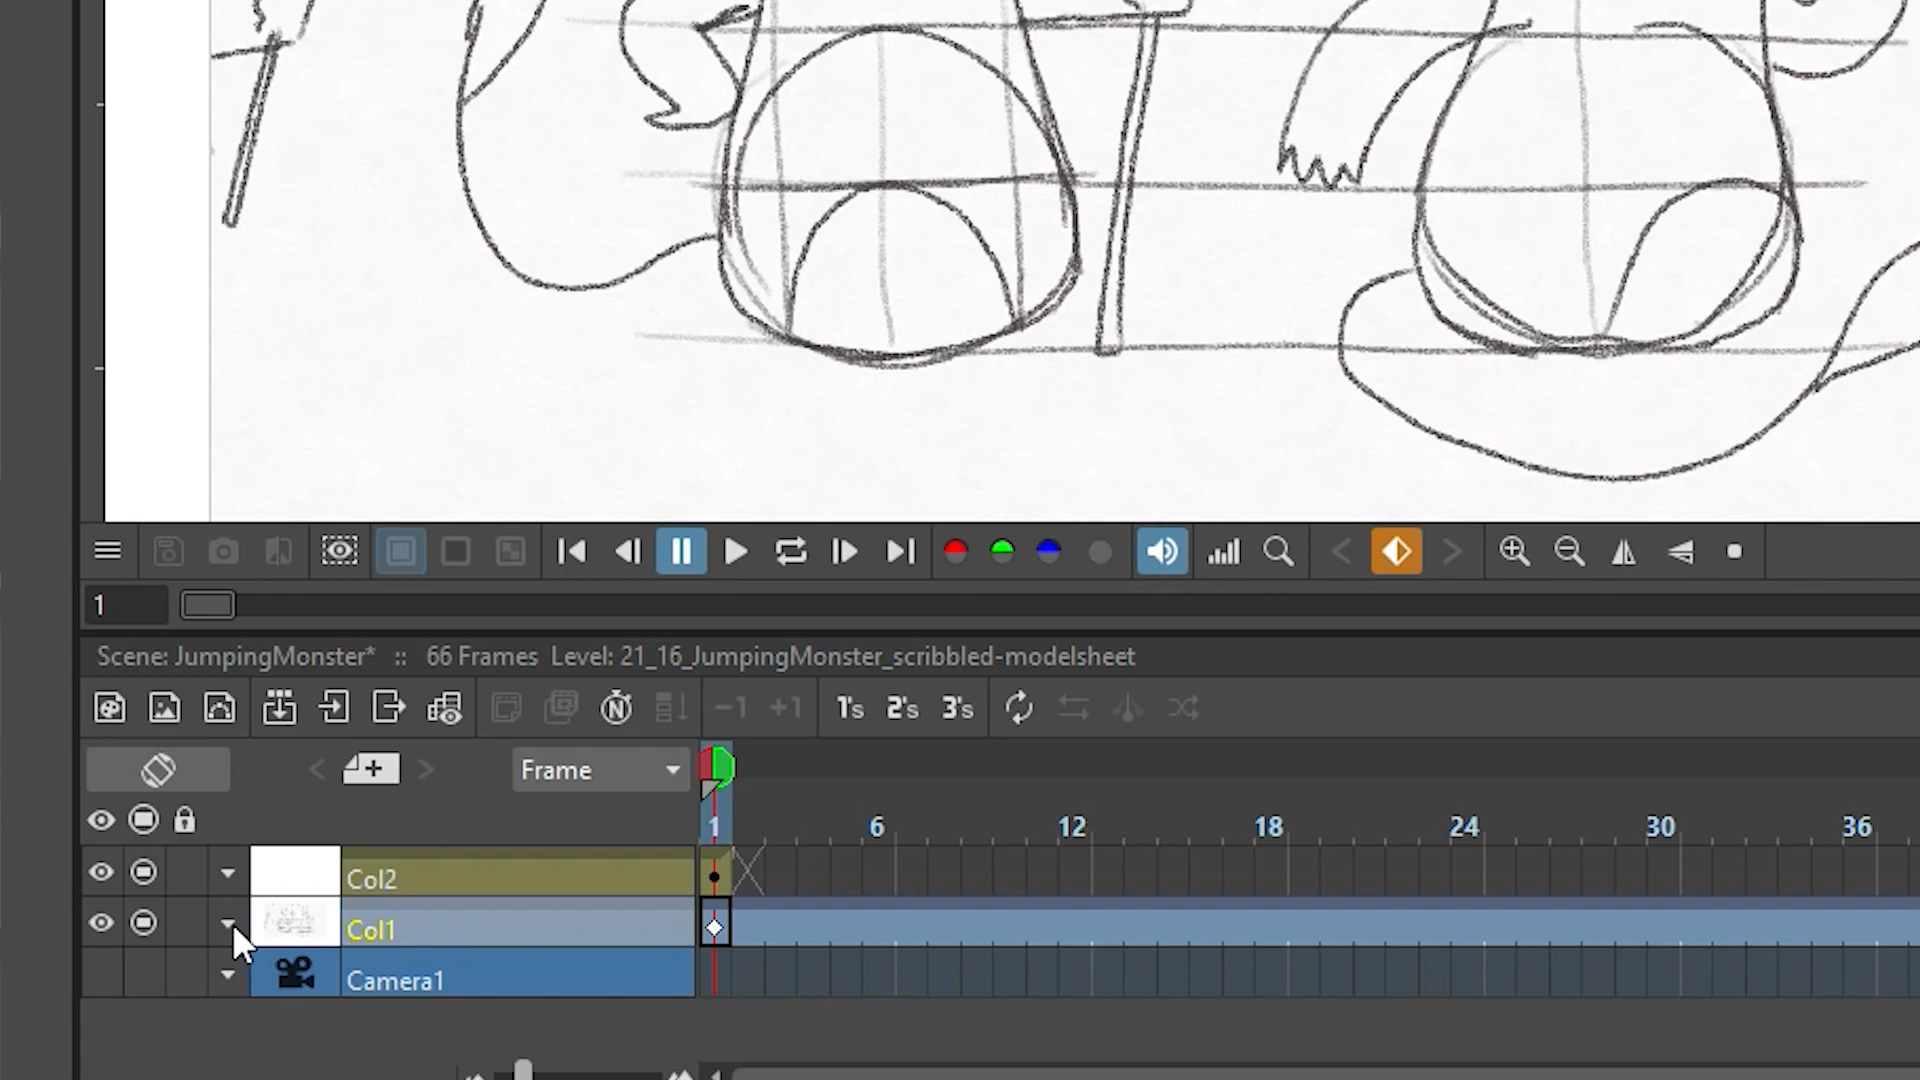 1
Scene: JumpingMonster* :: 66 Frames Level: 21_16_JumpingMonster_scribbled-modelsheet
N -1 +1 1's 2's 3's
Frame
1 6 12 18 24 30 36
Col2
Col1
Camera1